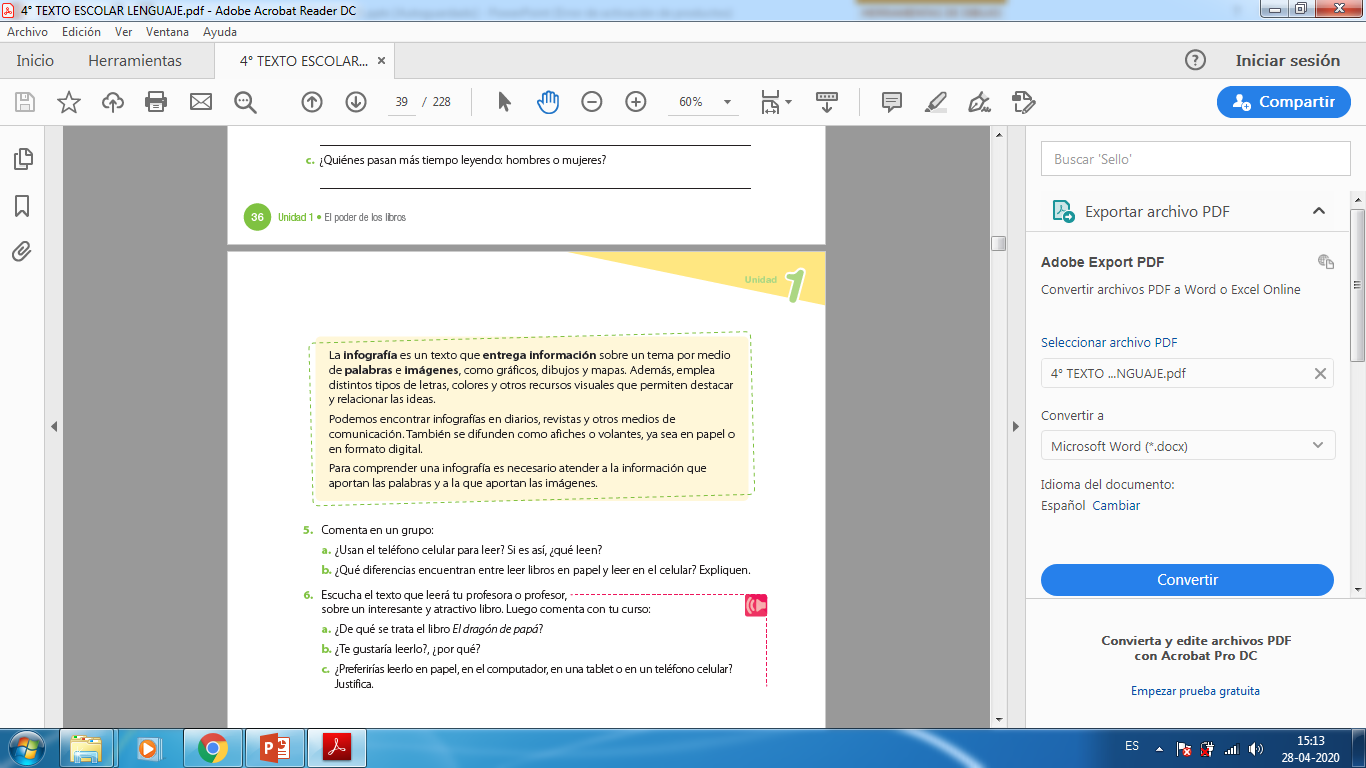 4° TEXTO ESCOLAR LENGUAJE.pdf - Adobe Acrobat Reader DC
Archivo Edición Ver Ventana Ayuda
Inicio Herramientas 4° TEXTO ESCOLAR... × ? Iniciar sesión
39 / 228 60% Compartir
c. ¿Quiénes pasan más tiempo leyendo: hombres o mujeres?
36 Unidad 1 • El poder de los libros
Unidad 1
La infografía es un texto que entrega información sobre un tema por medio
de palabras e imágenes, como gráficos, dibujos y mapas. Además, emplea
distintos tipos de letras, colores y otros recursos visuales que permiten destacar
y relacionar las ideas.
Podemos encontrar infografías en diarios, revistas y otros medios de
comunicación. También se difunden como afiches o volantes, ya sea en papel o
en formato digital.
Para comprender una infografía es necesario atender a la información que
aportan las palabras y a la que aportan las imágenes.
5. Comenta en un grupo:
a. ¿Usan el teléfono celular para leer? Si es así, ¿qué leen?
b. ¿Qué diferencias encuentran entre leer libros en papel y leer en el celular? Expliquen.
6. Escucha el texto que leerá tu profesora o profesor,
sobre un interesante y atractivo libro. Luego comenta con tu curso:
a. ¿De qué se trata el libro El dragón de papá?
b. ¿Te gustaría leerlo?, ¿por qué?
c. ¿Preferirías leerlo en papel, en el computador, en una tablet o en un teléfono celular?
Justifica.
Buscar 'Sello'
Exportar archivo PDF
Adobe Export PDF
Convertir archivos PDF a Word o Excel Online
Seleccionar archivo PDF
4° TEXTO ...NGUAJE.pdf
Convertir a
Microsoft Word (*.docx)
Idioma del documento:
Español Cambiar
Convertir
Convierta y edite archivos PDF
con Acrobat Pro DC
Empezar prueba gratuita
ES
15:13
28-04-2020